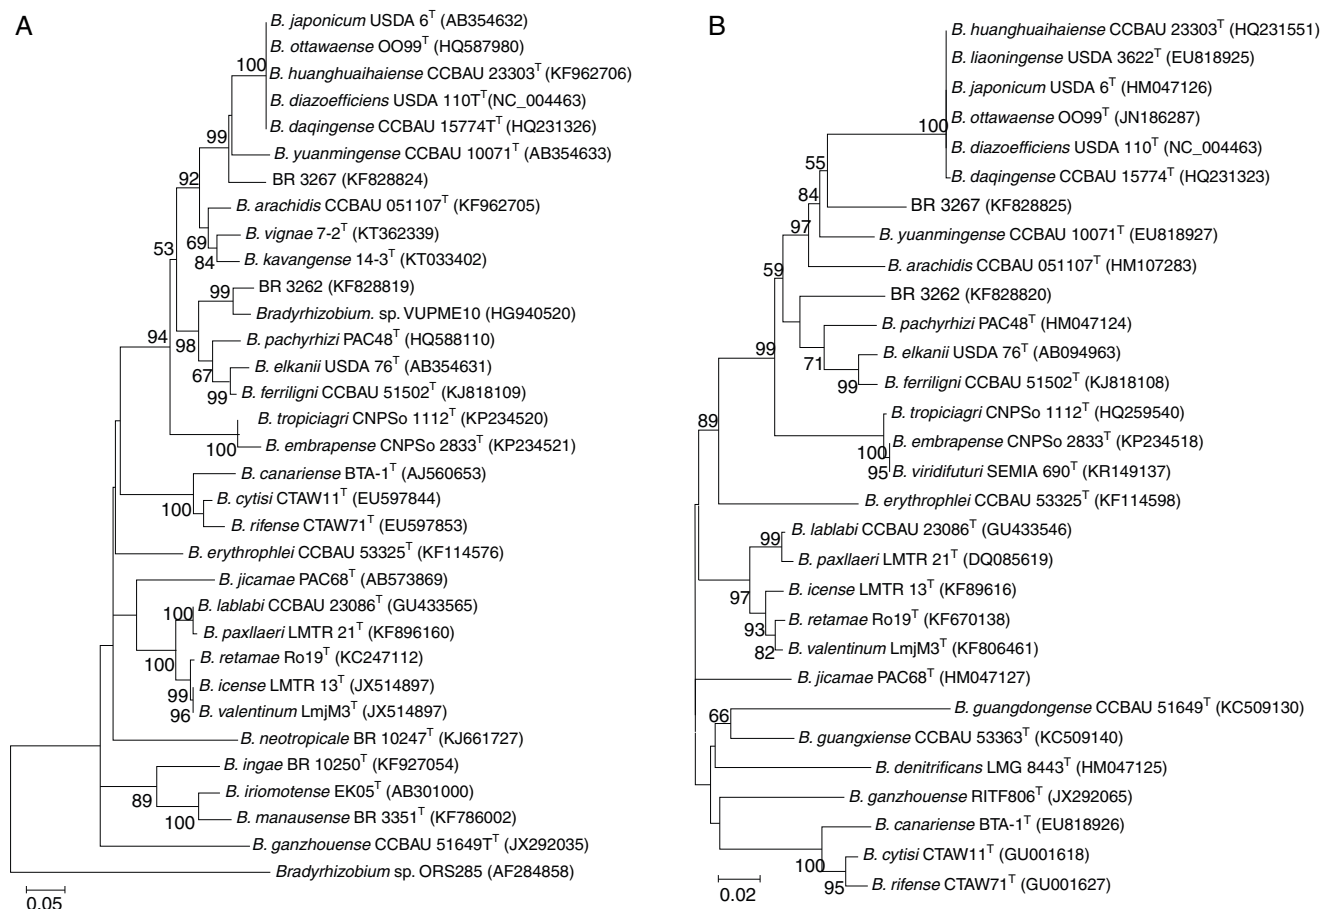 A
B. japonicum USDA 6T (AB354632)
B. ottawaense OO99T (HQ587980)
100
B. huanghuaihaiense CCBAU 23303T (KF962706)
B. diazoefficiens USDA 110TT(NC_004463)
B. daqingense CCBAU 15774TT (HQ231326)
99
B. yuanmingense CCBAU 10071T (AB354633)
92
BR 3267 (KF828824)
B. arachidis CCBAU 051107T (KF962705)
B. vignae 7-2T (KT362339)
53
69
84
B. kavangense 14-3T (KT033402)
99
BR 3262 (KF828819)
Bradyrhizobium. sp. VUPME10 (HG940520)
94
98
B. pachyrhizi PAC48T (HQ588110)
67
B. elkanii USDA 76T (AB354631)
99
B. ferriligni CCBAU 51502T (KJ818109)
B. tropiciagri CNPSo 1112T (KP234520)
100
B. embrapense CNPSo 2833T (KP234521)
B. canariense BTA-1T (AJ560653)
B. cytisi CTAW11T (EU597844)
100
B. rifense CTAW71T (EU597853)
B. erythrophlei CCBAU 53325T (KF114576)
B. jicamae PAC68T (AB573869)
100
B. lablabi CCBAU 23086T (GU433565)
B. paxllaeri LMTR 21T (KF896160)
100
B. retamae Ro19T (KC247112)
99
B. icense LMTR 13T (JX514897)
96
B. valentinum LmjM3T (JX514897)
B. neotropicale BR 10247T (KJ661727)
B. ingae BR 10250T (KF927054)
89
B. iriomotense EK05T (AB301000)
100
B. manausense BR 3351T (KF786002)
B. ganzhouense CCBAU 51649TT (JX292035)
Bradyrhizobium sp. ORS285 (AF284858)
0.05
B
B. huanghuaihaiense CCBAU 23303T (HQ231551)
B. liaoningense USDA 3622T (EU818925)
B. japonicum USDA 6T (HM047126)
B. ottawaense OO99T (JN186287)
100
B. diazoefficiens USDA 110T (NC_004463)
B. daqingense CCBAU 15774T (HQ231323)
55
84
BR 3267 (KF828825)
97
B. yuanmingense CCBAU 10071T (EU818927)
59
B. arachidis CCBAU 051107T (HM107283)
BR 3262 (KF828820)
B. pachyrhizi PAC48T (HM047124)
99
71
B. elkanii USDA 76T (AB094963)
99
B. ferriligni CCBAU 51502T (KJ818108)
B. tropiciagri CNPSo 1112T (HQ259540)
89
B. embrapense CNPSo 2833T (KP234518)
100
95
B. viridifuturi SEMIA 690T (KR149137)
B. erythrophlei CCBAU 53325T (KF114598)
99
B. lablabi CCBAU 23086T (GU433546)
B. paxllaeri LMTR 21T (DQ085619)
97
B. icense LMTR 13T (KF89616)
93
B. retamae Ro19T (KF670138)
82
B. valentinum LmjM3T (KF806461)
B. jicamae PAC68T (HM047127)
66
B. guangdongense CCBAU 51649T (KC509130)
B. guangxiense CCBAU 53363T (KC509140)
B. denitrificans LMG 8443T (HM047125)
B. ganzhouense RITF806T (JX292065)
B. canariense BTA-1T (EU818926)
100
B. cytisi CTAW11T (GU001618)
95
B. rifense CTAW71T (GU001627)
0.02